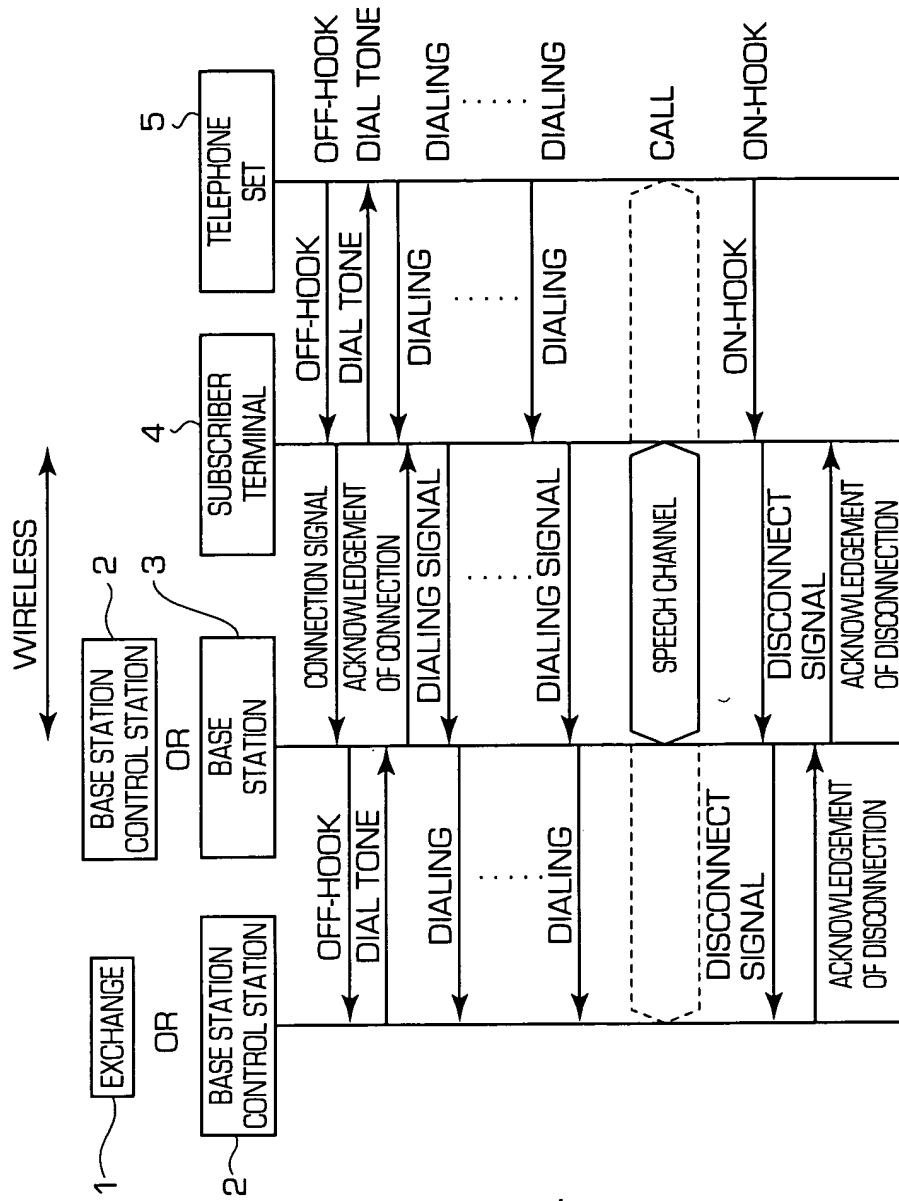 WIRELESS
1
EXCHANGE
OR
2
BASE STATION
CONTROL STATION
BASE STATION
CONTROL STATION
2
OR
BASE
STATION
3
SUBSCRIBER
TERMINAL
4
TELEPHONE
SET
5
OFF-HOOK
DIAL TONE
DIALING
DIALING
DISCONNECT
SIGNAL
ACKNOWLEDGEMENT
OF DISCONNECTION
CONNECTION SIGNAL
ACKNOWLEDGEMENT
OF CONNECTION
DIALING SIGNAL
DIALING SIGNAL
SPEECH CHANNEL
DISCONNECT
SIGNAL
ACKNOWLEDGEMENT
OF DISCONNECTION
OFF-HOOK
DIAL TONE
DIALING
DIALING
ON-HOOK
OFF-HOOK
DIAL TONE
DIALING
DIALING
CALL
ON-HOOK